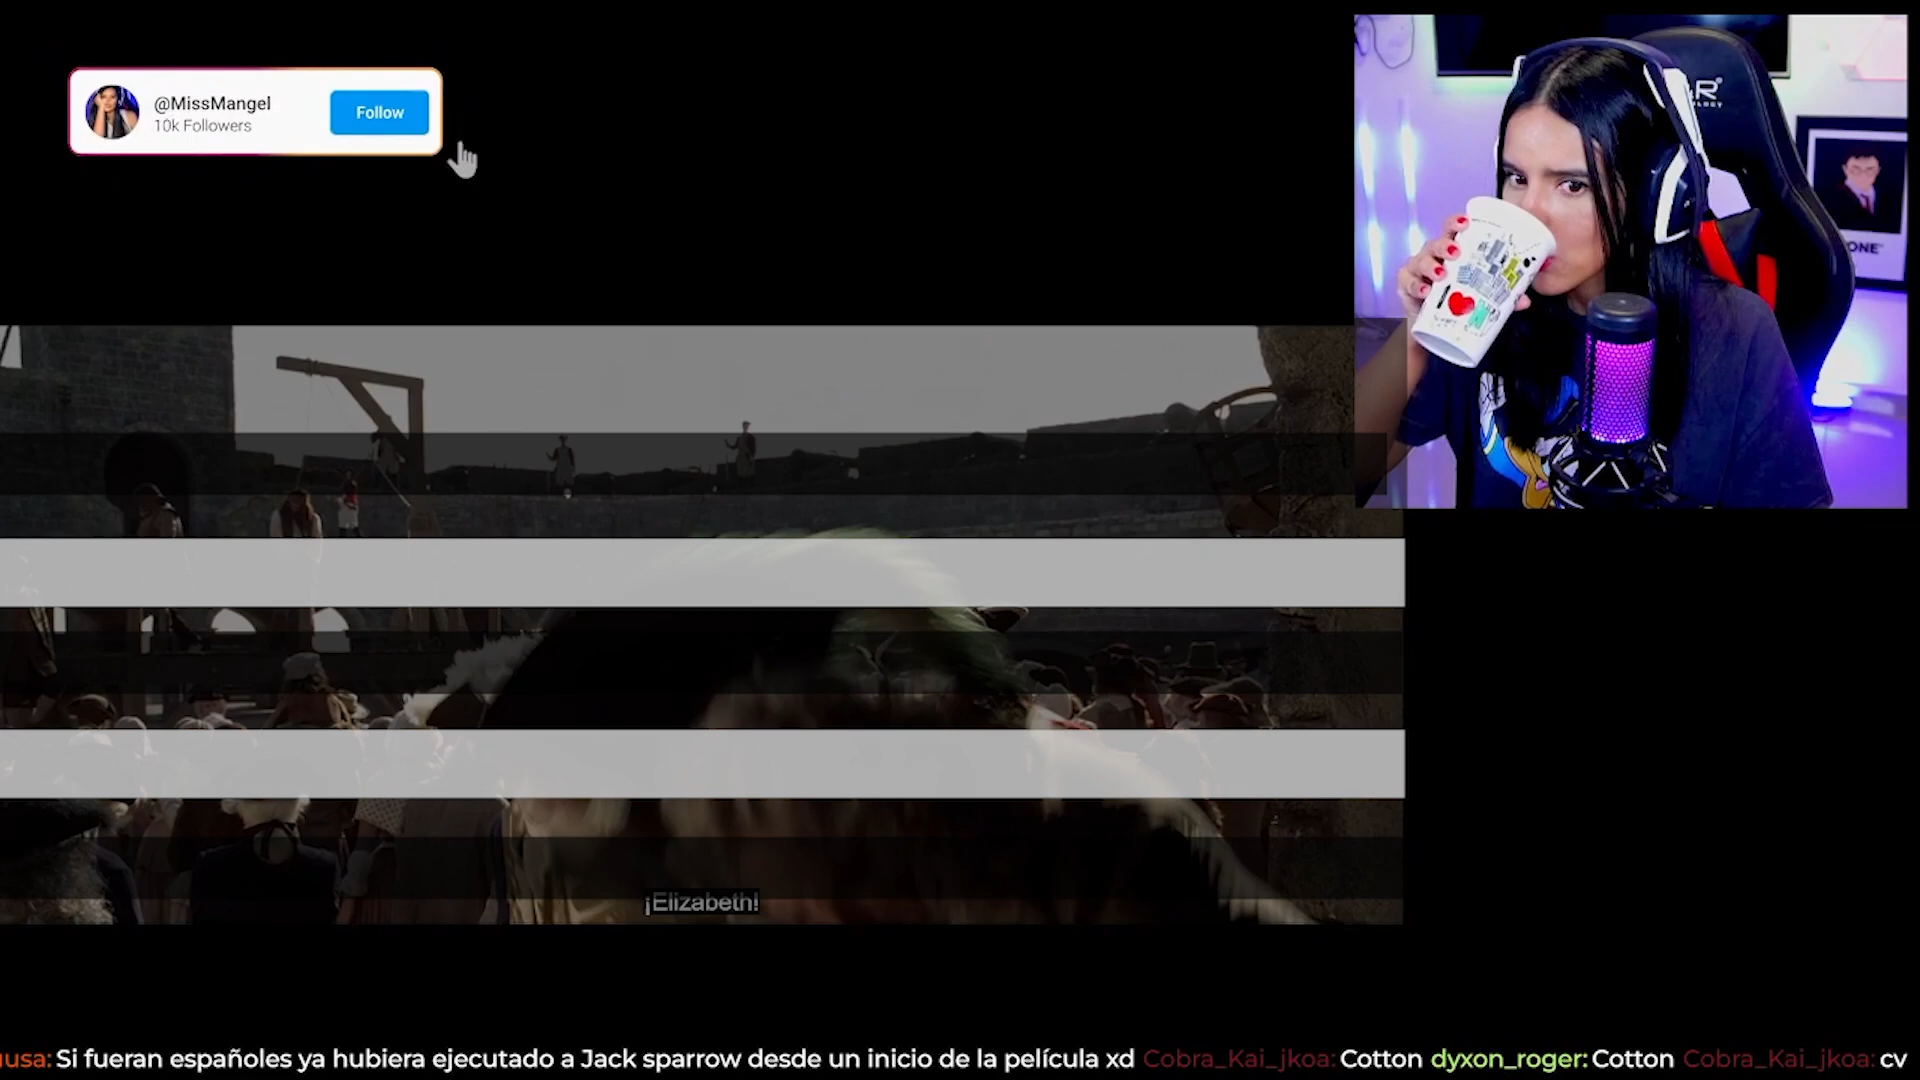 @MissMangel
10k Followers
Follow
ONE
¡Elizabeth!
usa: Si fueran españoles ya hubiera ejecutado a Jack sparrow desde un inicio de la película xd Cobra_Kai_jkoa: Cotton dyxon_roger: Cotton Cobra_Kai_jkoa: cv